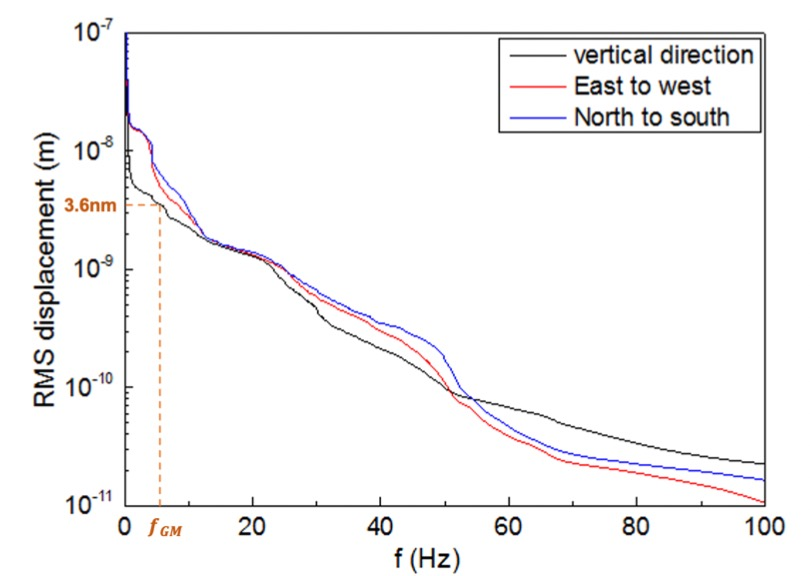 10⁻⁷
10⁻⁸
3.6nm
10⁻⁹
10⁻¹⁰
10⁻¹¹
RMS displacement (m)
vertical direction
East to west
North to south
0 20 40 60 80 100
f_GM
f (Hz)